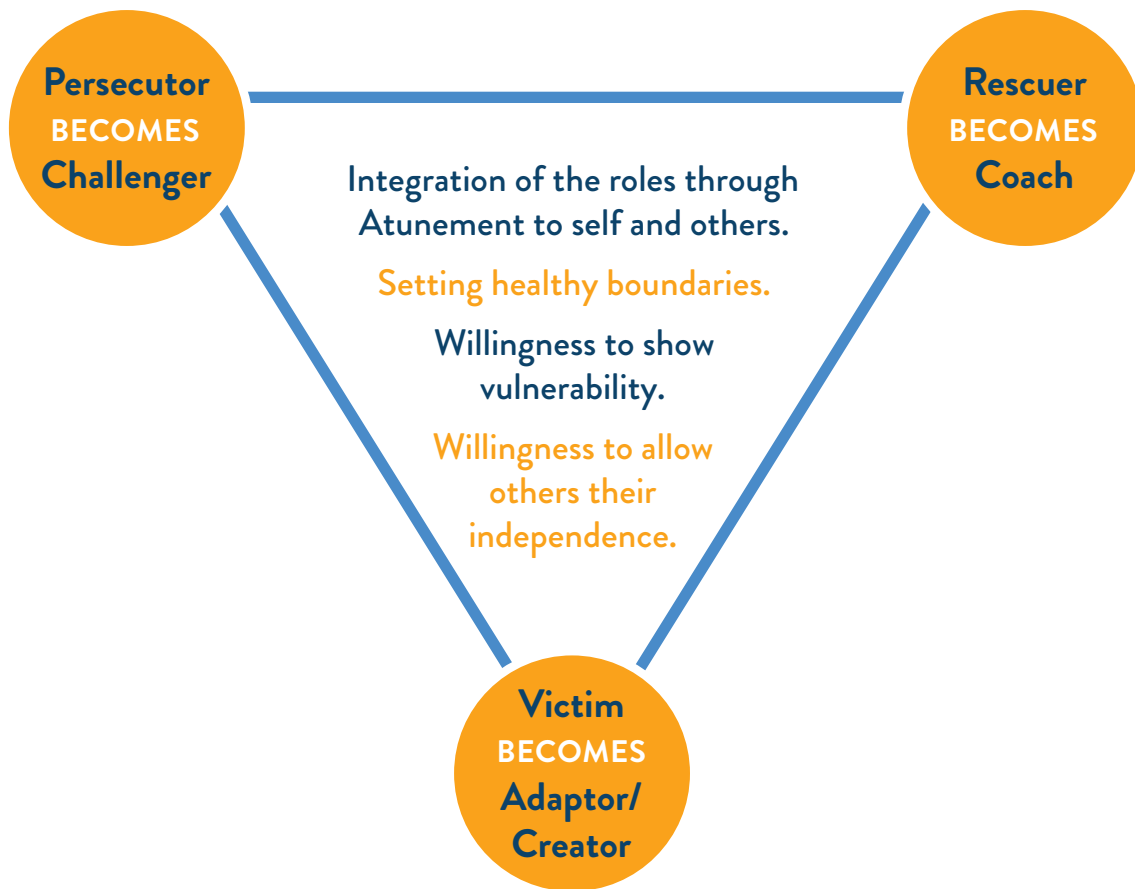 Persecutor
BECOMES
Challenger
Rescuer
BECOMES
Coach
Integration of the roles through
Atunement to self and others.
Setting healthy boundaries.
Willingness to show
vulnerability.
Willingness to allow
others their
independence.
Victim
BECOMES
Adaptor/
Creator